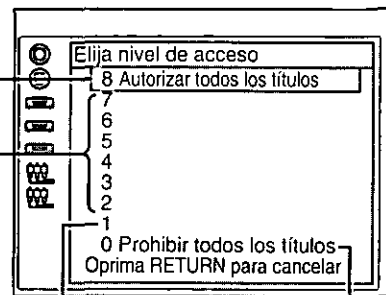 Elija nivel de acceso
8 Autorizar todos los títulos
7
6
5
4
3
2
1
0 Prohibir todos los títulos
Oprima RETURN para cancelar